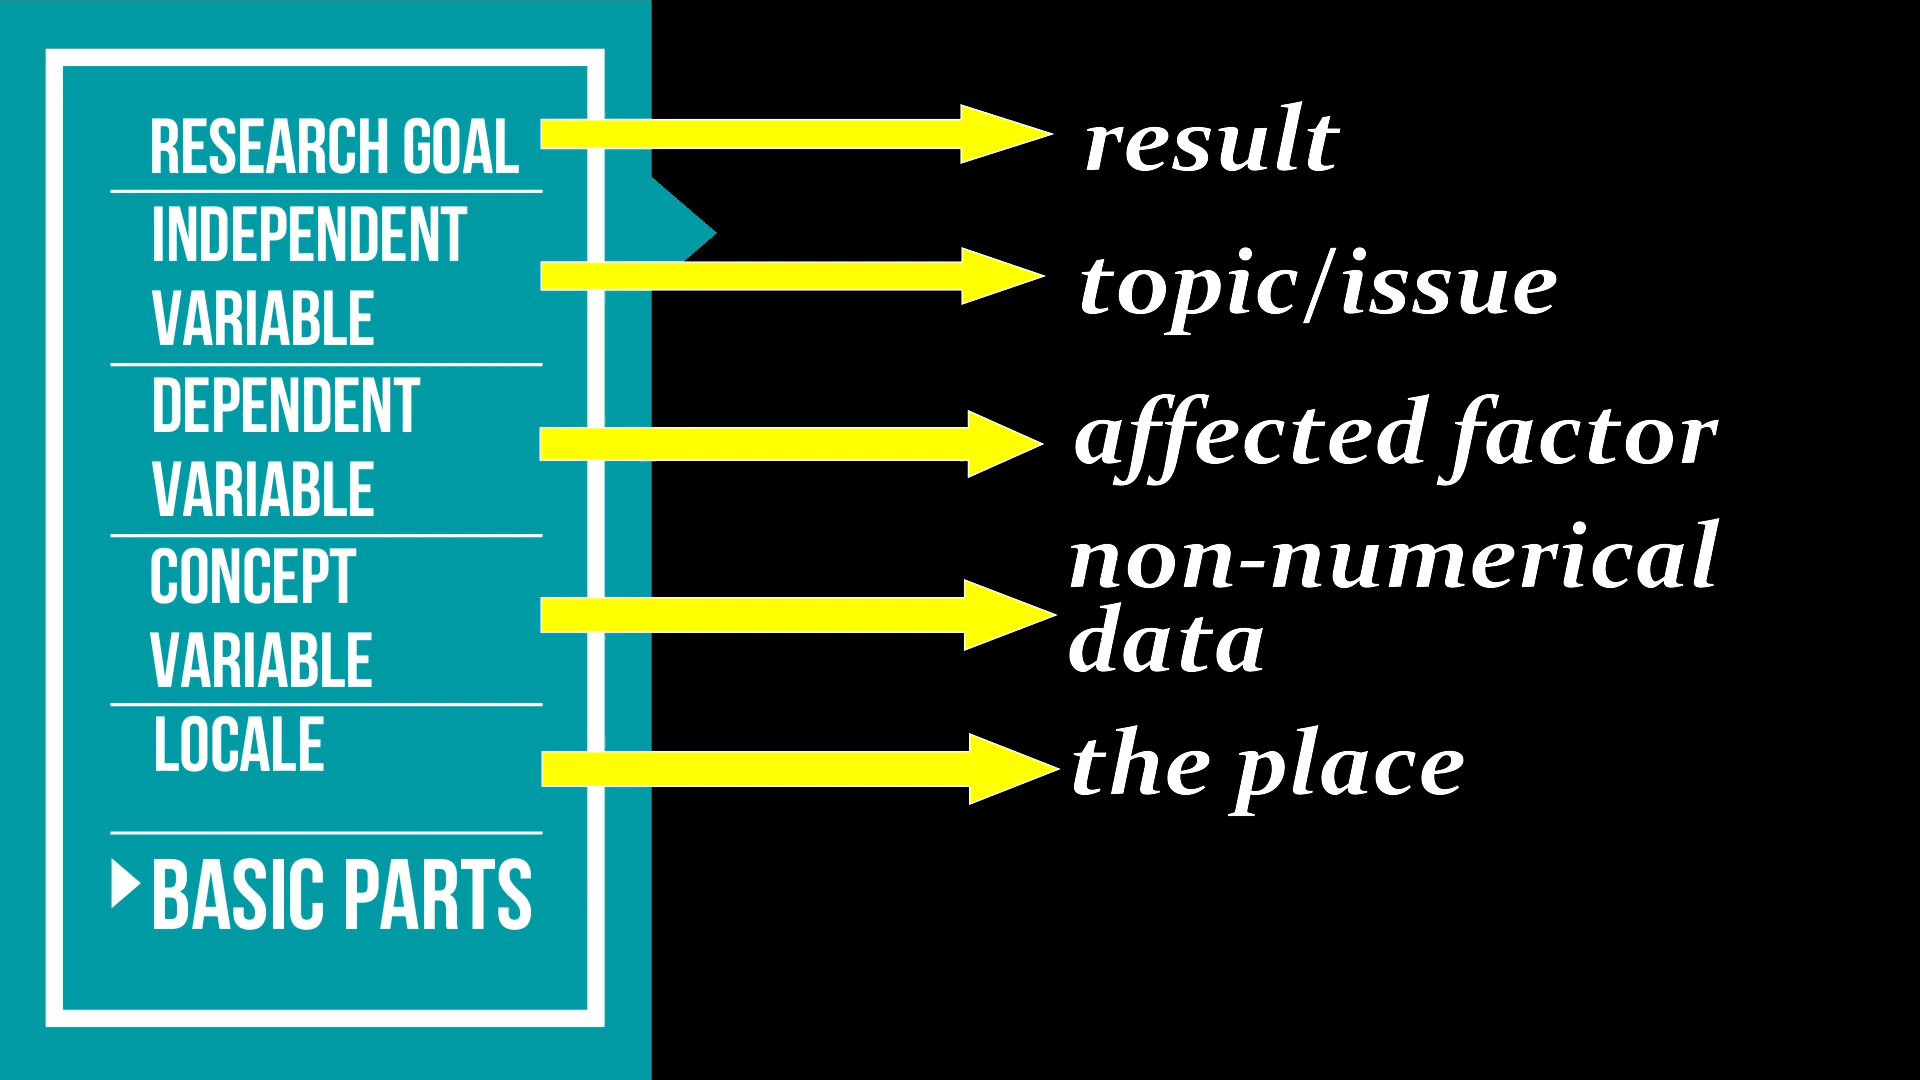 RESEARCH GOAL
result
INDEPENDENT
VARIABLE
topic/issue
DEPENDENT
VARIABLE
affected factor
CONCEPT
VARIABLE
non-numerical
data
LOCALE
the place
BASIC PARTS